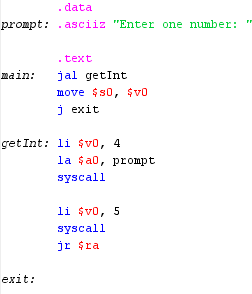 .data
prompt: .asciiz "Enter one number: "
.text
main: jal getInt
move $s0, $v0
j exit
getInt: li $v0, 4
la $a0, prompt
syscall
li $v0, 5
syscall
jr $ra
exit: